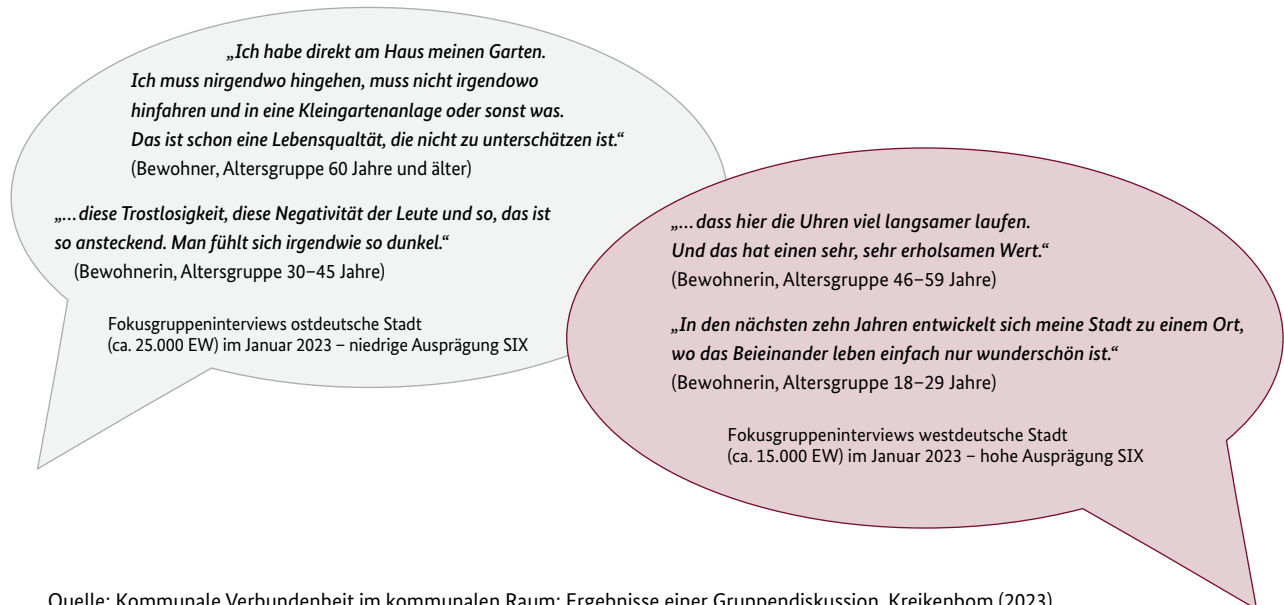 „Ich habe direkt am Haus meinen Garten.
Ich muss nirgendwo hingehen, muss nicht irgendowo
hinfahren und in eine Kleingartenanlage oder sonst was.
Das ist schon eine Lebensqualtät, die nicht zu unterschätzen ist.“
(Bewohner, Altersgruppe 60 Jahre und älter)
„...diese Trostlosigkeit, diese Negativität der Leute und so, das ist
so ansteckend. Man fühlt sich irgendwie so dunkel.“
(Bewohnerin, Altersgruppe 30–45 Jahre)
Fokusgruppeninterviews ostdeutsche Stadt
(ca. 25.000 EW) im Januar 2023 – niedrige Ausprägung SIX
„...dass hier die Uhren viel langsamer laufen.
Und das hat einen sehr, sehr erholsamen Wert.“
(Bewohnerin, Altersgruppe 46–59 Jahre)
„In den nächsten zehn Jahren entwickelt sich meine Stadt zu einem Ort,
wo das Beieinander leben einfach nur wunderschön ist.“
(Bewohnerin, Altersgruppe 18–29 Jahre)
Fokusgruppeninterviews westdeutsche Stadt
(ca. 15.000 EW) im Januar 2023 – hohe Ausprägung SIX
Quelle: Kommunale Verbundenheit im kommunalen Raum: Ergebnisse einer Gruppendiskussion, Kreikenbom (2023)